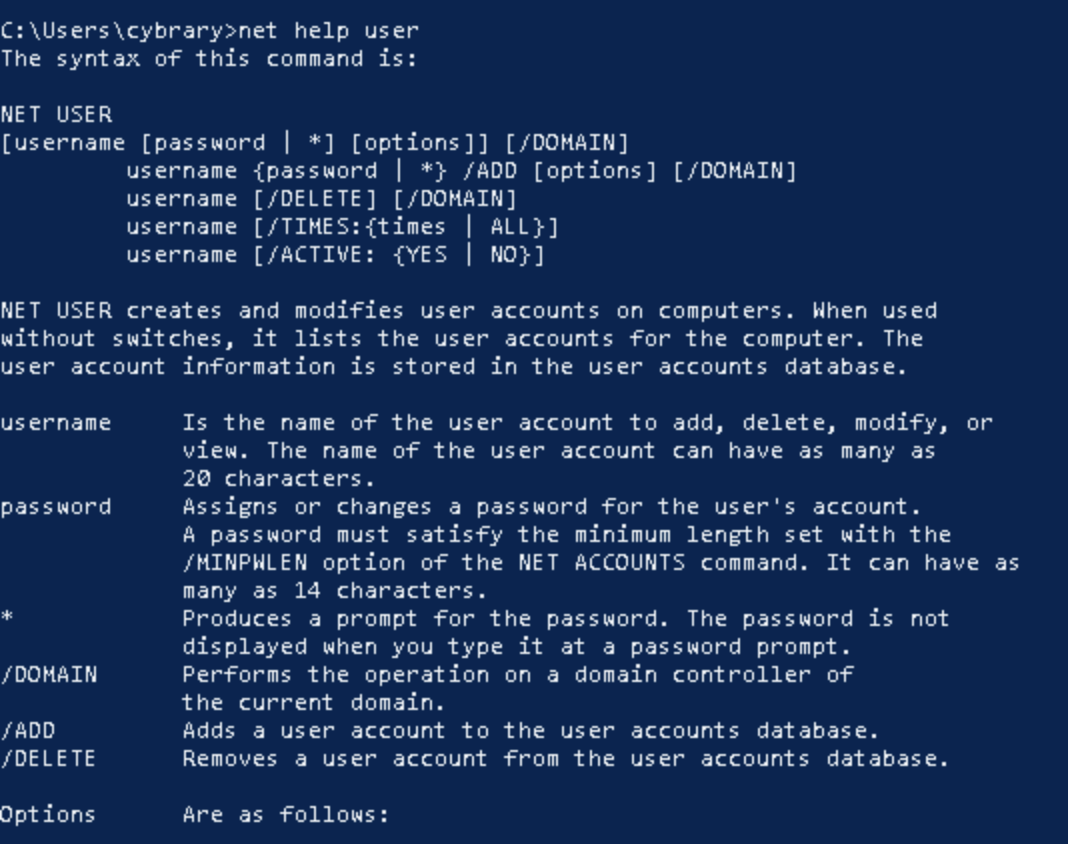 C:\Users\cybrary>net help user
The syntax of this command is:
NET USER
[username [password | *] [options]] [/DOMAIN]
username {password | *} /ADD [options] [/DOMAIN]
username [/DELETE] [/DOMAIN]
username [/TIMES:{times | ALL}]
username [/ACTIVE: {YES | NO}]
NET USER creates and modifies user accounts on computers. When used
without switches, it lists the user accounts for the computer. The
user account information is stored in the user accounts database.
username Is the name of the user account to add, delete, modify, or
view. The name of the user account can have as many as
20 characters.
password Assigns or changes a password for the user's account.
A password must satisfy the minimum length set with the
/MINPWLEN option of the NET ACCOUNTS command. It can have as
many as 14 characters.
* Produces a prompt for the password. The password is not
displayed when you type it at a password prompt.
/DOMAIN Performs the operation on a domain controller of
the current domain.
/ADD Adds a user account to the user accounts database.
/DELETE Removes a user account from the user accounts database.
Options Are as follows: